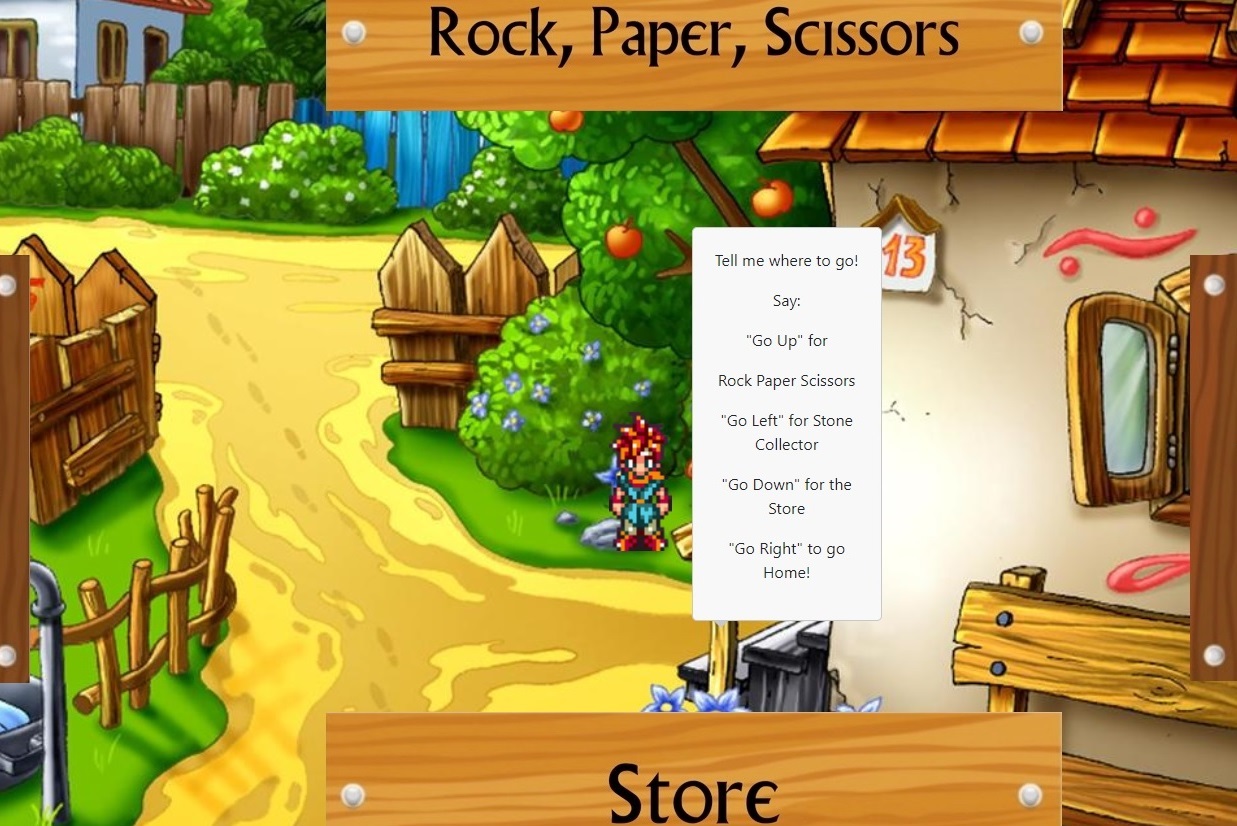 Rock, Paper, Scissors
13
Tell me where to go!
Say:
"Go Up" for
Rock Paper Scissors
"Go Left" for Stone
Collector
"Go Down" for the
Store
"Go Right" to go
Home!
Store